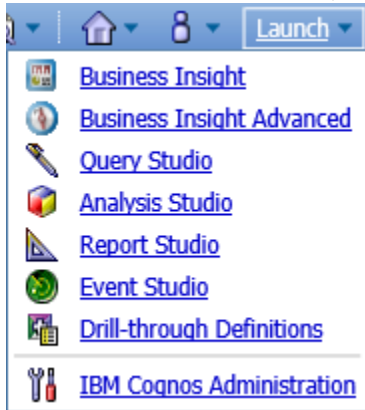 Launch
Business Insight
Business Insight Advanced
Query Studio
Analysis Studio
Report Studio
Event Studio
Drill-through Definitions
IBM Cognos Administration